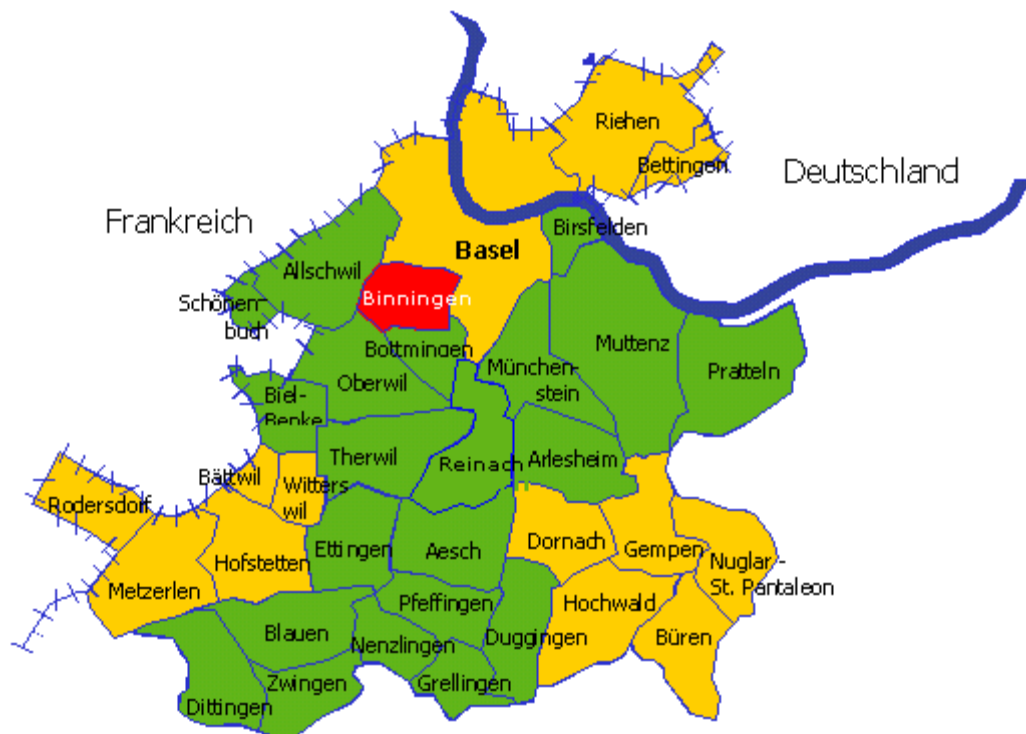 Riehen
Bettingen
Deutschland
Frankreich
Birsfelden
Basel
Allschwil
Binningen
Schönen-
buch
Bottmingen
Muttenz
München-
stein
Pratteln
Oberwil
Biel-
Benke
Therwil
Reinach
Arlesheim
Bättwil
Witters
wil
Rodersdorf
Ettingen
Aesch
Dornach
Gempen
Nuglar -
St. Pantaleon
Hofstetten
Metzerlen
Pfeffingen
Hochwald
Blauen
Nenzlingen
Duggingen
Büren
Zwingen
Grellingen
Dittingen